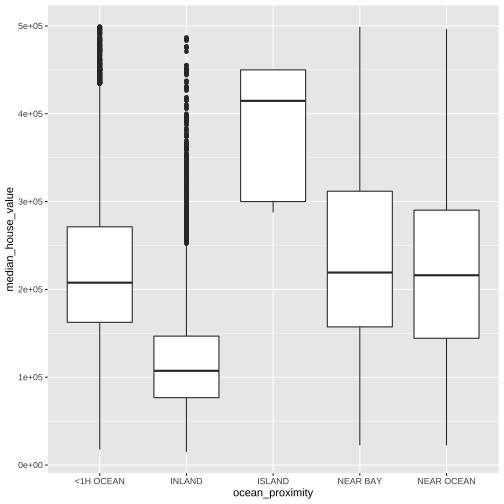 5e+05
4e+05
3e+05
2e+05
1e+05
0e+00
median_house_value
<1H OCEAN INLAND ISLAND NEAR BAY NEAR OCEAN
ocean_proximity